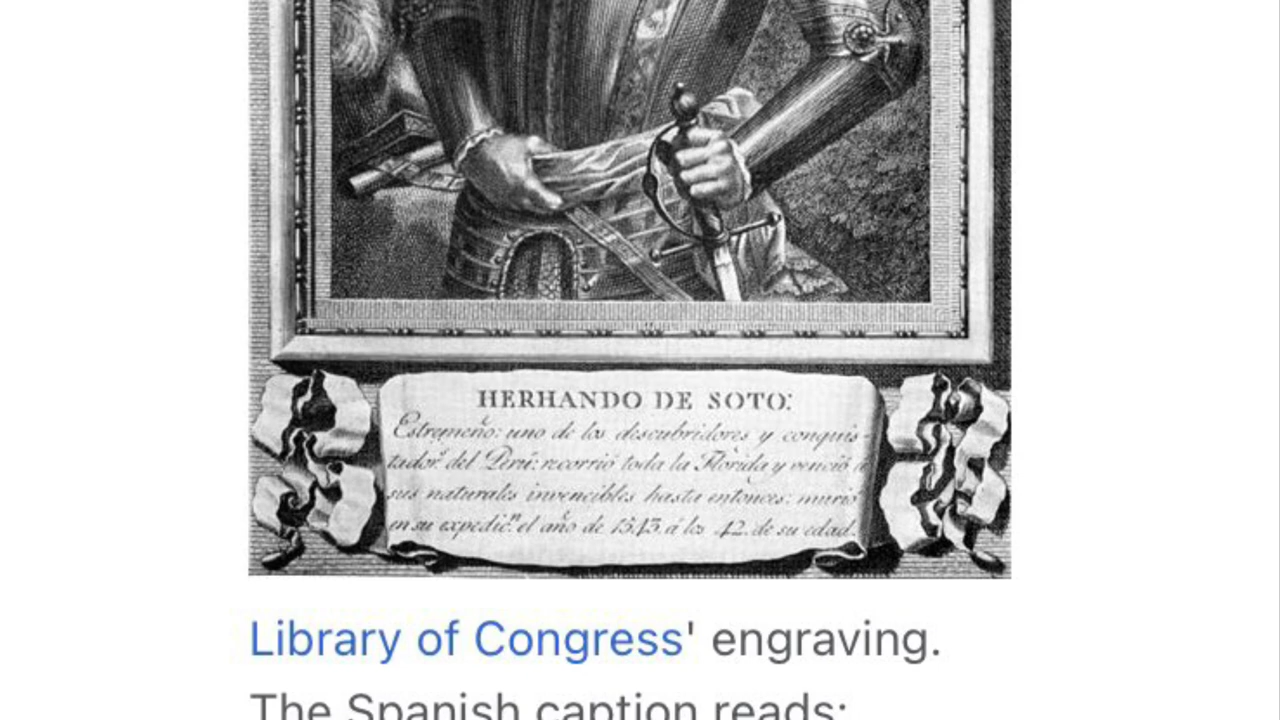 HERHANDO DE SOTO:
Estremeño: uno de los descubridores y conquis-
tador.s del Perú: recorrió toda la Florida y venció á
sus naturales invencibles hasta entonces: murió
en su expedic.n el año de 1543 á los 42 de su edad.
Library of Congress' engraving.
The Spanish caption reads: